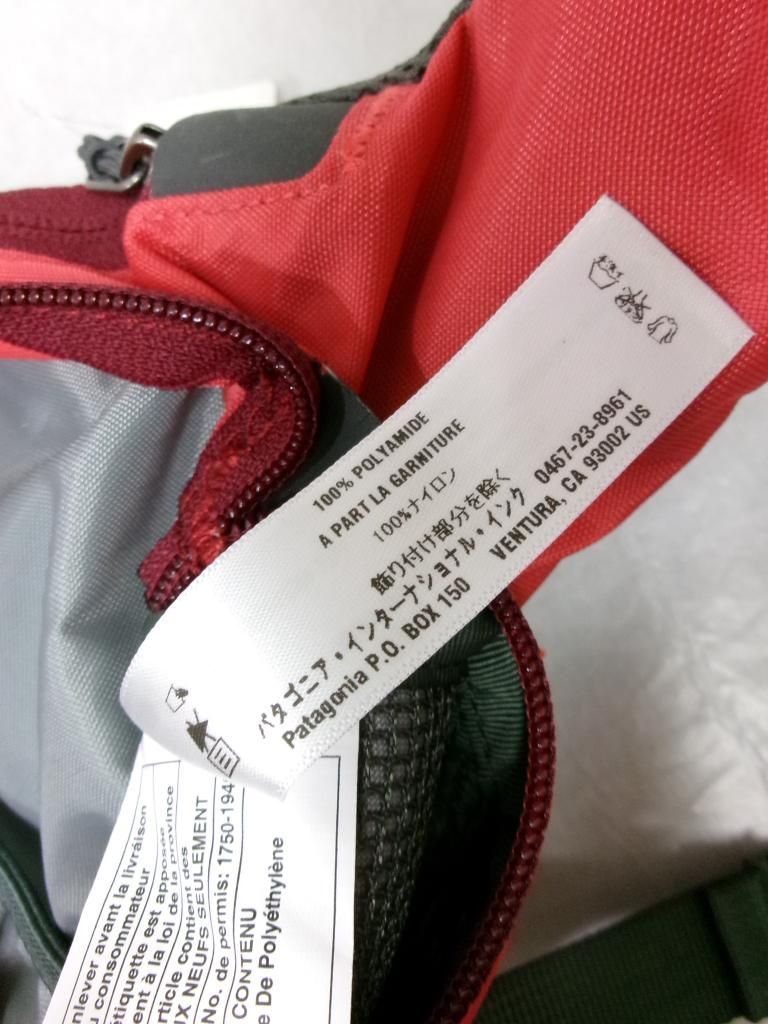 100% POLYAMIDE
A PART LA GARNITURE
100%ナイロン
飾り付け部分を除く
パタゴニア・インターナショナル・インク 0467-23-8961
Patagonia P.O. BOX 150 VENTURA, CA 93002 US
nlever avant la livraison
consommateur
étiquette est apposée
ent à la loi de la province
rticle contient des
UX NEUFS SEULEMENT
No. de permis: 1750-194
CONTENU
e De Polyéthylène